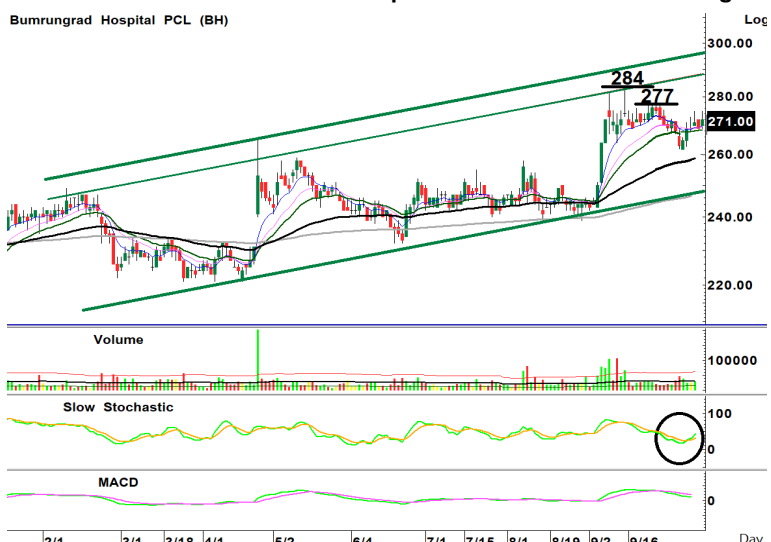 Bumrungrad Hospital PCL (BH)
Log
300.00
284
277
280.00
271.00
260.00
240.00
220.00
Volume
100000
Slow Stochastic
100
0
MACD
0
2/1 3/1 3/18 4/1 5/2 6/4 7/1 7/15 8/1 8/19 9/2 9/16 Day